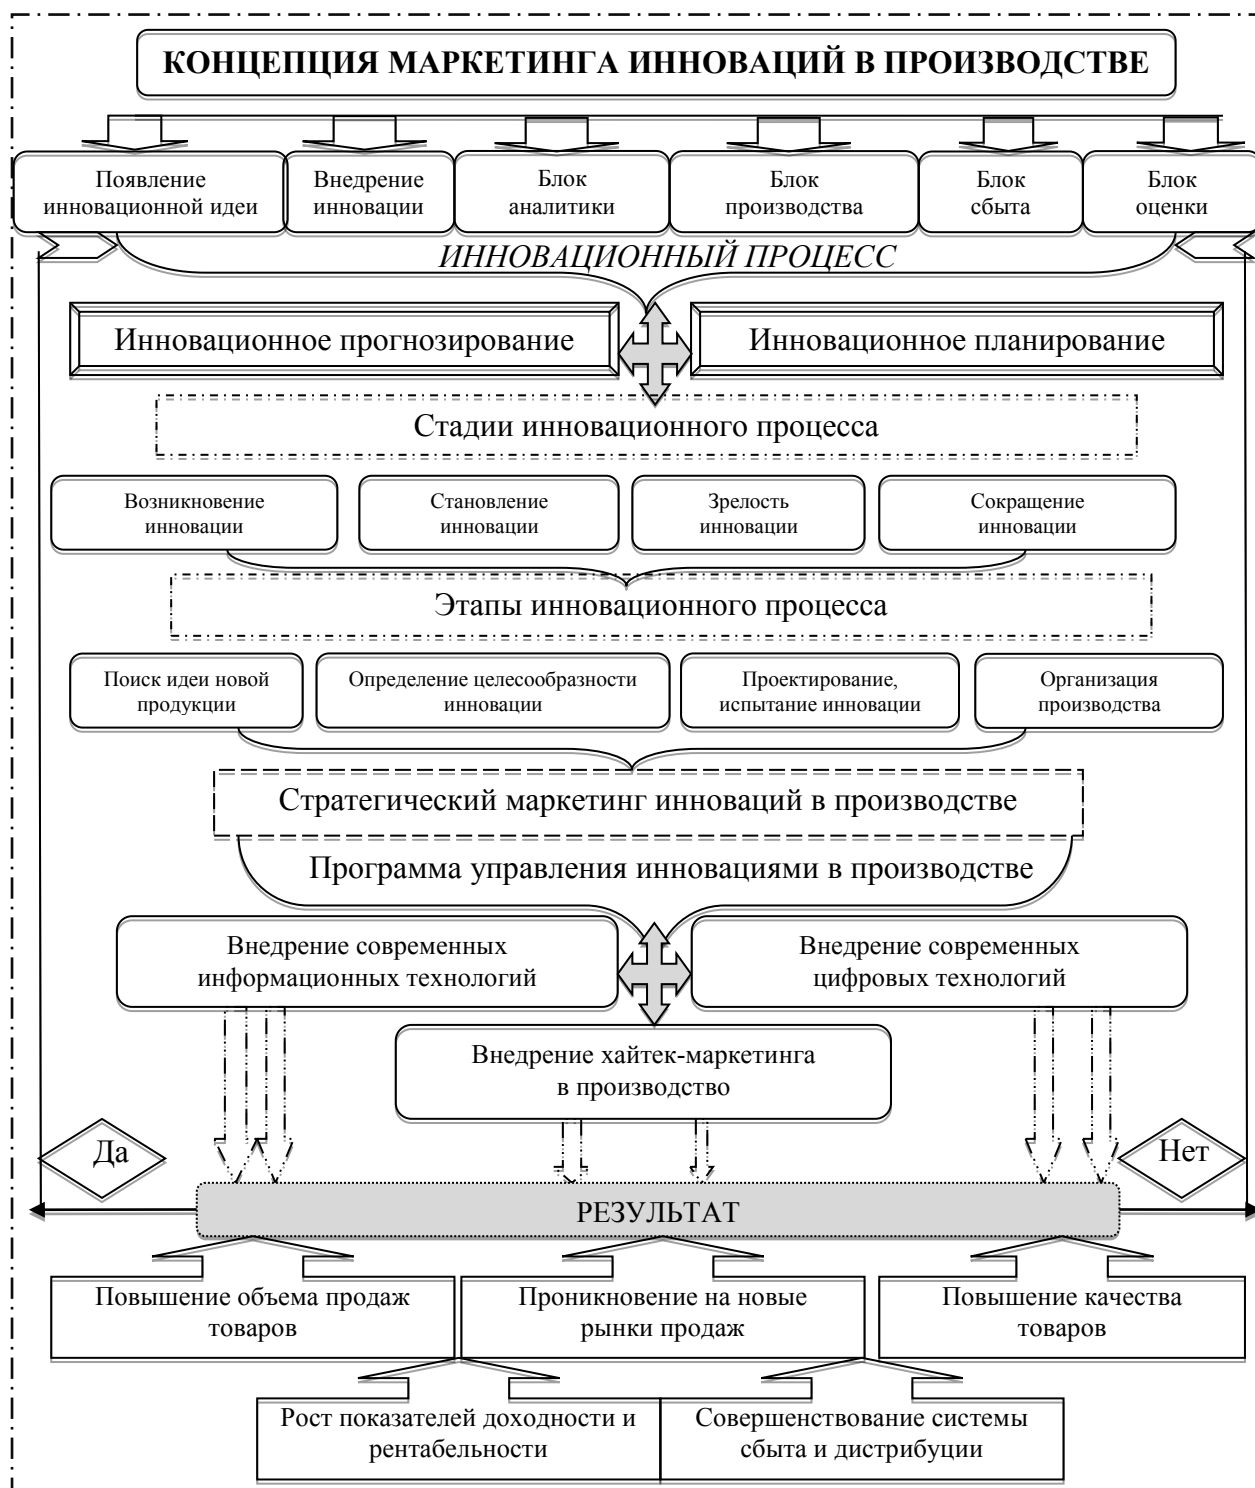 КОНЦЕПЦИЯ МАРКЕТИНГА ИННОВАЦИЙ В ПРОИЗВОДСТВЕ
Появление
инновационной идеи
Внедрение
инновации
Блок
аналитики
Блок
производства
Блок
сбыта
Блок
оценки
ИННОВАЦИОННЫЙ ПРОЦЕСС
Инновационное прогнозирование
Инновационное планирование
Стадии инновационного процесса
Возникновение
инновации
Становление
инновации
Зрелость
инновации
Сокращение
инновации
Этапы инновационного процесса
Поиск идеи новой
продукции
Определение целесообразности
инновации
Проектирование,
испытание инновации
Организация
производства
Стратегический маркетинг инноваций в производстве
Программа управления инновациями в производстве
Внедрение современных
информационных технологий
Внедрение современных
цифровых технологий
Внедрение хайтек-маркетинга
в производство
Да
Нет
РЕЗУЛЬТАТ
Повышение объема продаж
товаров
Проникновение на новые
рынки продаж
Повышение качества
товаров
Рост показателей доходности и
рентабельности
Совершенствование системы
сбыта и дистрибуции